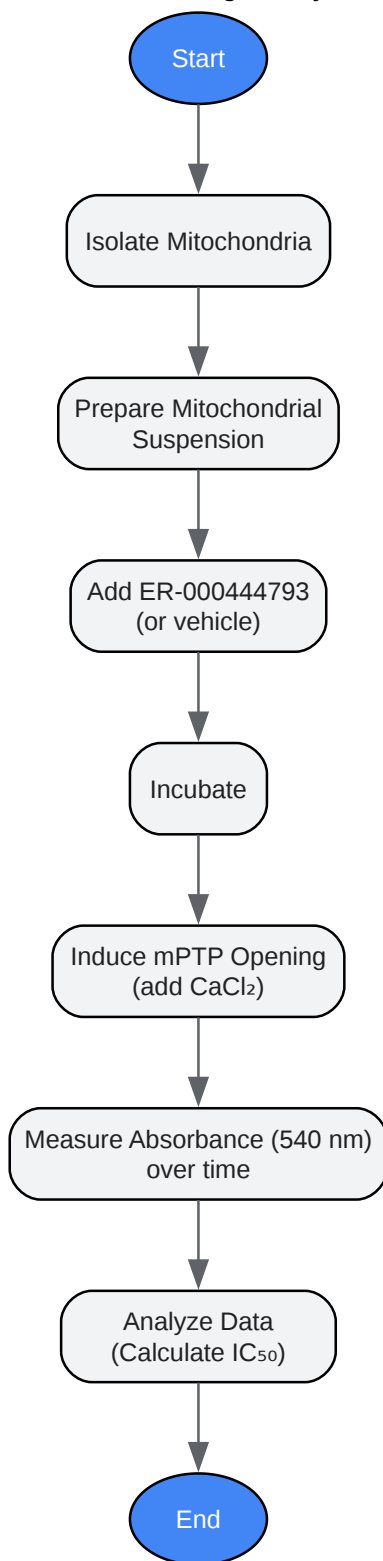 Start
Isolate Mitochondria
Prepare Mitochondrial
Suspension
Add ER-000444793
(or vehicle)
Incubate
Induce mPTP Opening
(add CaCl₂)
Measure Absorbance (540 nm)
over time
Analyze Data
(Calculate IC₅₀)
End